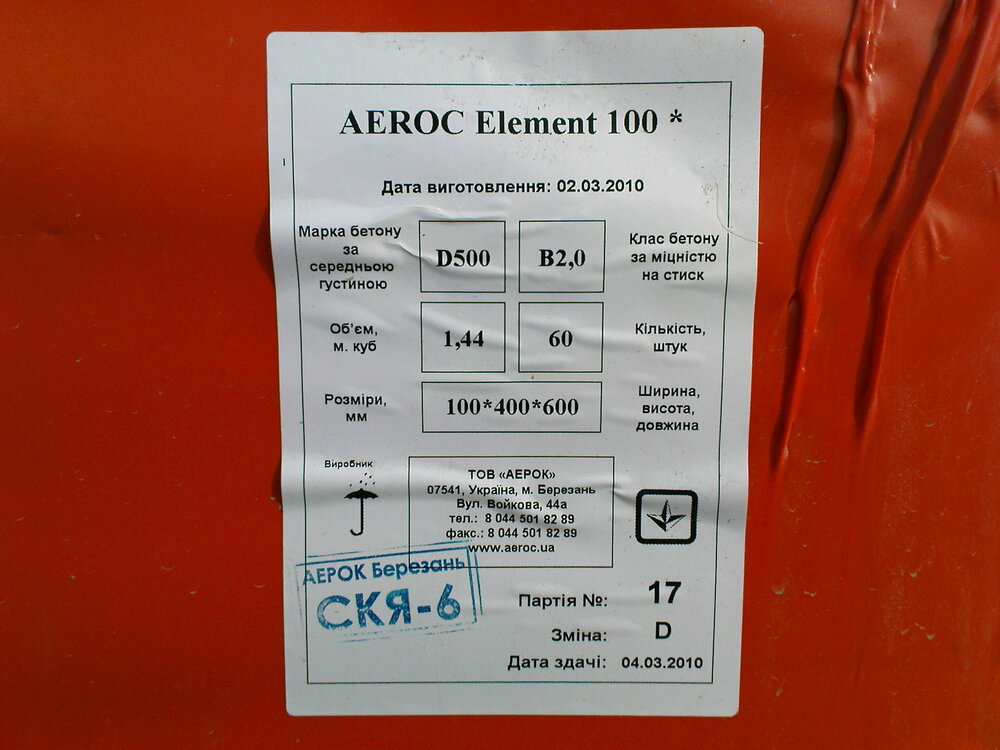 AEROC Element 100 *
Дата виготовлення: 02.03.2010
Марка бетону
за
середньою
густиною
D500
B2,0
Клас бетону
за міцністю
на стиск
Об'єм,
м. куб
1,44
60
Кількість,
штук
Розміри,
мм
100*400*600
Ширина,
висота,
довжина
Виробник
ТОВ «АЕРОК»
07541, Україна, м. Березань
Вул. Войкова, 44а
тел.: 8 044 501 82 89
факс.: 8 044 501 82 89
www.aeroc.ua
АЕРОК Березань
СКЯ-6
Партія №: 17
Зміна: D
Дата здачі: 04.03.2010